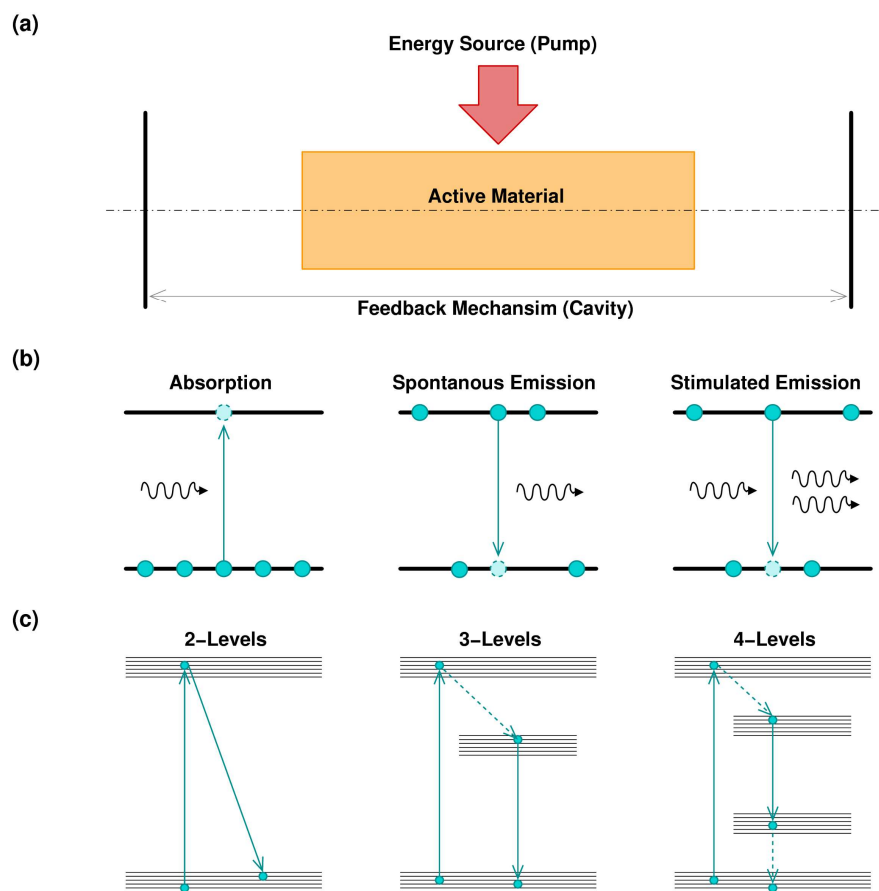 (a)
Energy Source (Pump)
Active Material
Feedback Mechansim (Cavity)
(b)
Absorption
Spontanous Emission
Stimulated Emission
(c)
2−Levels
3−Levels
4−Levels